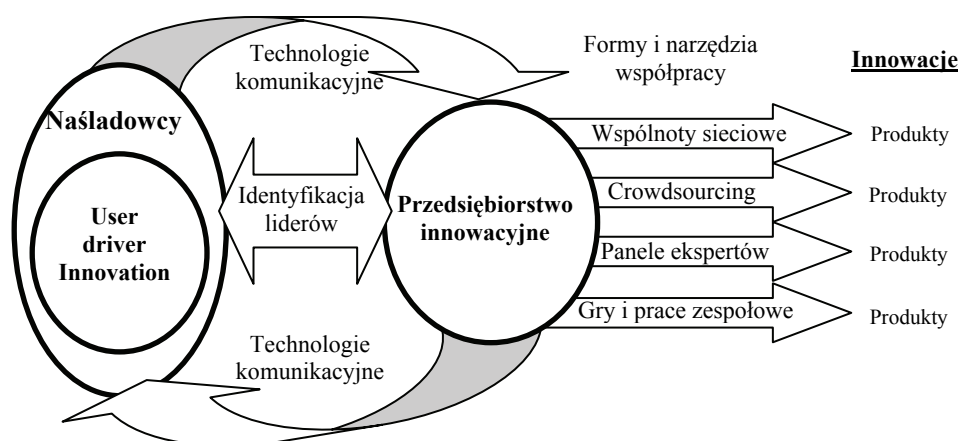 Technologie
komunikacyjne
Formy i narzędzia
współpracy
Innowacje
Naśladowcy
User
driver
Innovation
Identyfikacja
liderów
Przedsiębiorstwo
innowacyjne
Wspólnoty sieciowe
Produkty
Crowdsourcing
Produkty
Panele ekspertów
Produkty
Gry i prace zespołowe
Produkty
Technologie
komunikacyjne